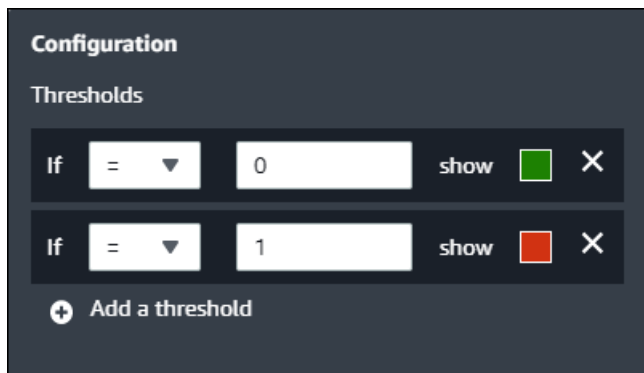 Configuration
Thresholds
If = 0 show
If = 1 show
Add a threshold